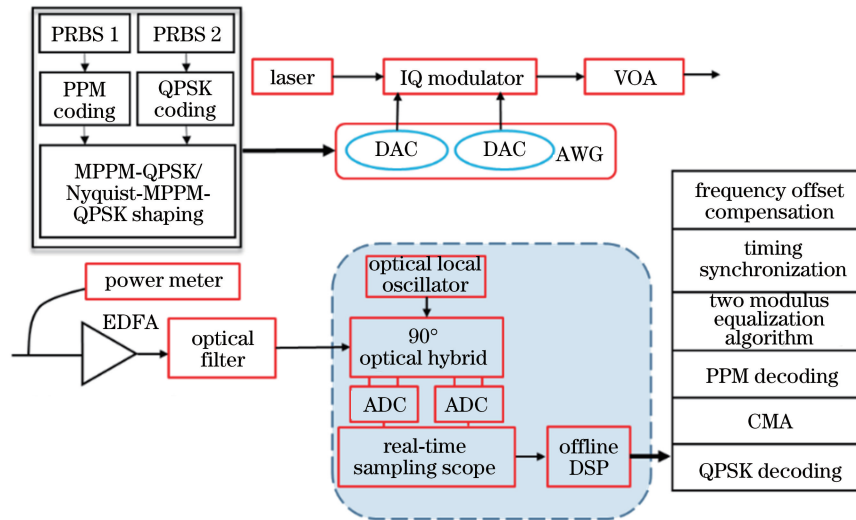 PRBS 1
PRBS 2
PPM
coding
QPSK
coding
MPPM-QPSK/
Nyquist-MPPM-
QPSK shaping
laser
IQ modulator
VOA
DAC
DAC
AWG
power meter
EDFA
optical
filter
optical local
oscillator
90°
optical hybrid
ADC
ADC
real-time
sampling scope
offline
DSP
frequency offset
compensation
timing
synchronization
two modulus
equalization
algorithm
PPM decoding
CMA
QPSK decoding